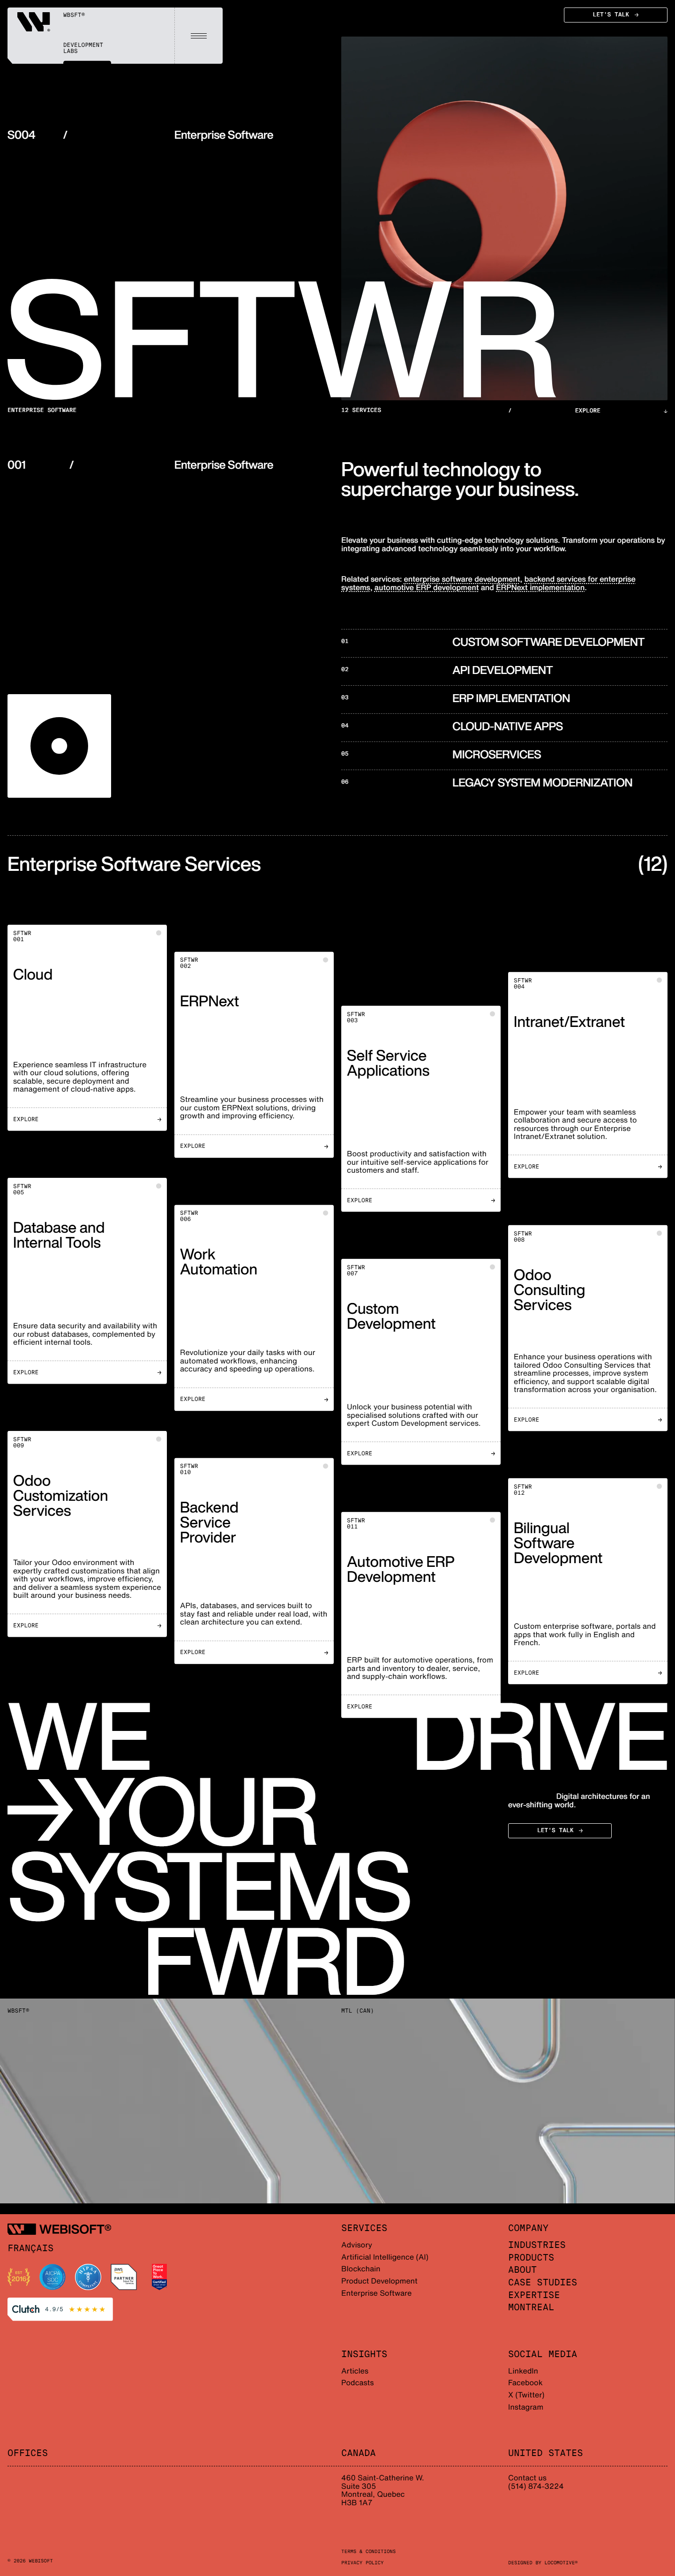 WBSFT®
DEVELOPMENT
LABS
LET'S TALK →
S004 / Enterprise Software
SFTWR
ENTERPRISE SOFTWARE
12 SERVICES / EXPLORE ↓
001 / Enterprise Software
Powerful technology to
supercharge your business.
Elevate your business with cutting-edge technology solutions. Transform your operations by
integrating advanced technology seamlessly into your workflow.
Related services: enterprise software development, backend services for enterprise
systems, automotive ERP development and ERPNext implementation.
01 CUSTOM SOFTWARE DEVELOPMENT
02 API DEVELOPMENT
03 ERP IMPLEMENTATION
04 CLOUD-NATIVE APPS
05 MICROSERVICES
06 LEGACY SYSTEM MODERNIZATION
Enterprise Software Services (12)
SFTWR
001
Cloud
Experience seamless IT infrastructure
with our cloud solutions, offering
scalable, secure deployment and
management of cloud-native apps.
EXPLORE →
SFTWR
002
ERPNext
Streamline your business processes with
our custom ERPNext solutions, driving
growth and improving efficiency.
EXPLORE →
SFTWR
003
Self Service
Applications
Boost productivity and satisfaction with
our intuitive self-service applications for
customers and staff.
EXPLORE →
SFTWR
004
Intranet/Extranet
Empower your team with seamless
collaboration and secure access to
resources through our Enterprise
Intranet/Extranet solution.
EXPLORE →
SFTWR
005
Database and
Internal Tools
Ensure data security and availability with
our robust databases, complemented by
efficient internal tools.
EXPLORE →
SFTWR
006
Work
Automation
Revolutionize your daily tasks with our
automated workflows, enhancing
accuracy and speeding up operations.
EXPLORE →
SFTWR
007
Custom
Development
Unlock your business potential with
specialised solutions crafted with our
expert Custom Development services.
EXPLORE →
SFTWR
008
Odoo
Consulting
Services
Enhance your business operations with
tailored Odoo Consulting Services that
streamline processes, improve system
efficiency, and support scalable digital
transformation across your organisation.
EXPLORE →
SFTWR
009
Odoo
Customization
Services
Tailor your Odoo environment with
expertly crafted customizations that align
with your workflows, improve efficiency,
and deliver a seamless system experience
built around your business needs.
EXPLORE →
SFTWR
010
Backend
Service
Provider
APIs, databases, and services built to
stay fast and reliable under real load, with
clean architecture you can extend.
EXPLORE →
SFTWR
011
Automotive ERP
Development
ERP built for automotive operations, from
parts and inventory to dealer, service,
and supply-chain workflows.
EXPLORE
SFTWR
012
Bilingual
Software
Development
Custom enterprise software, portals and
apps that work fully in English and
French.
EXPLORE →
WE DRIVE
→YOUR
SYSTEMS
FWRD
Digital architectures for an
ever-shifting world.
LET'S TALK →
WBSFT® MTL (CAN)
WEBISOFT®
FRANÇAIS
2016
aws
PARTNER
Clutch 4.9/5 ★★★★★
SERVICES
Advisory
Artificial Intelligence (AI)
Blockchain
Product Development
Enterprise Software
COMPANY
INDUSTRIES
PRODUCTS
ABOUT
CASE STUDIES
EXPERTISE
MONTREAL
INSIGHTS
Articles
Podcasts
SOCIAL MEDIA
LinkedIn
Facebook
X (Twitter)
Instagram
OFFICES
CANADA
460 Saint-Catherine W.
Suite 305
Montreal, Quebec
H3B 1A7
UNITED STATES
Contact us
(514) 874-3224
© 2026 WEBISOFT
TERMS & CONDITIONS
PRIVACY POLICY
DESIGNED BY LOCOMOTIVE®